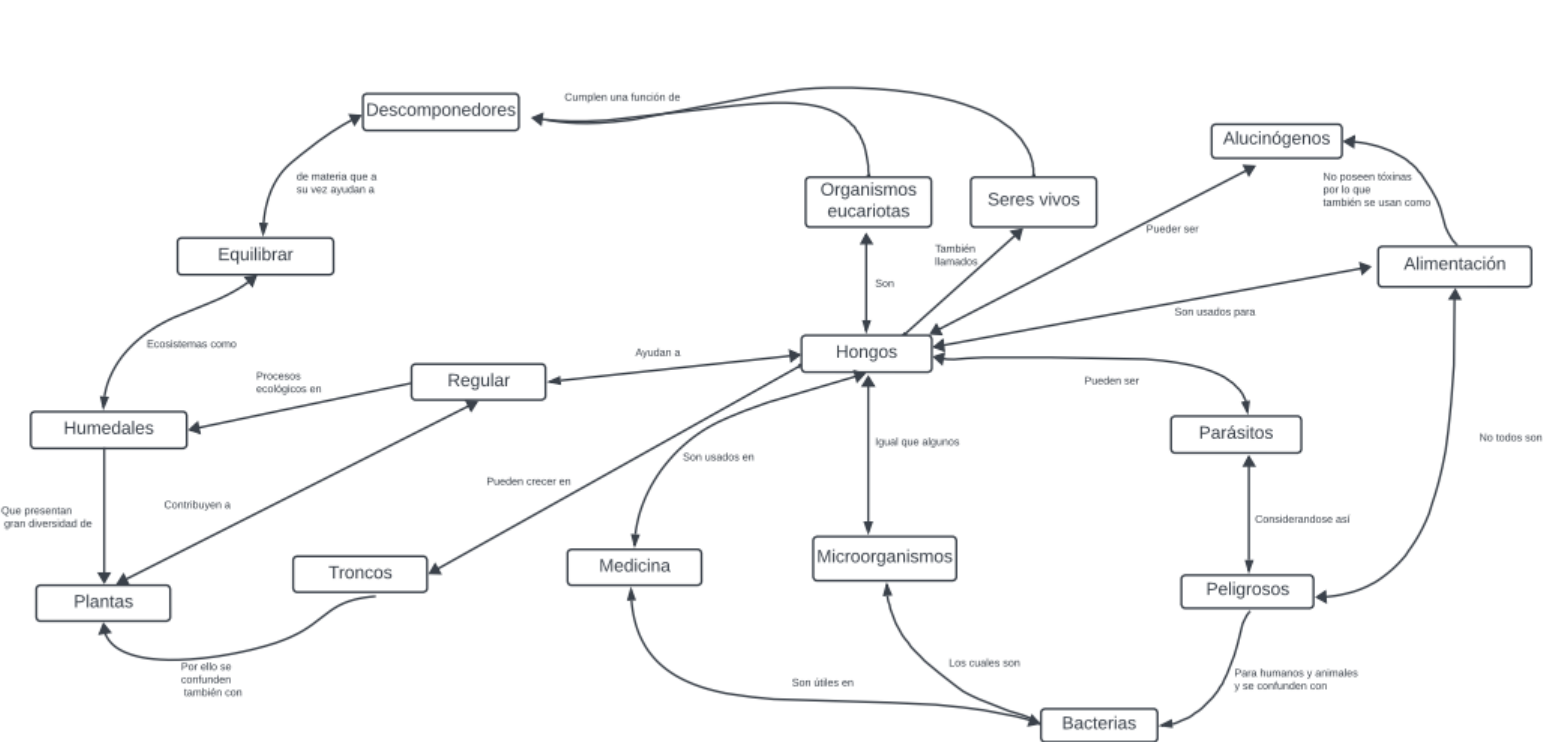 Cumplen una función de
Descomponedores
Alucinógenos
No poseen tóxinas
por lo que
también se usan como
de materia que a
su vez ayudan a
Organismos
eucariotas
Seres vivos
Pueder ser
También
llamados
Equilibrar
Alimentación
Son
Son usados para
Ecosistemas como
Hongos
Ayudan a
Procesos
ecológicos en
Regular
Pueden ser
Humedales
Parásitos
No todos son
Igual que algunos
Son usados en
Pueden crecer en
Contribuyen a
Que presentan
gran diversidad de
Considerandose así
Microorganismos
Medicina
Troncos
Peligrosos
Plantas
Por ello se
confunden
también con
Los cuales son
Son útiles en
Para humanos y animales
y se confunden con
Bacterias